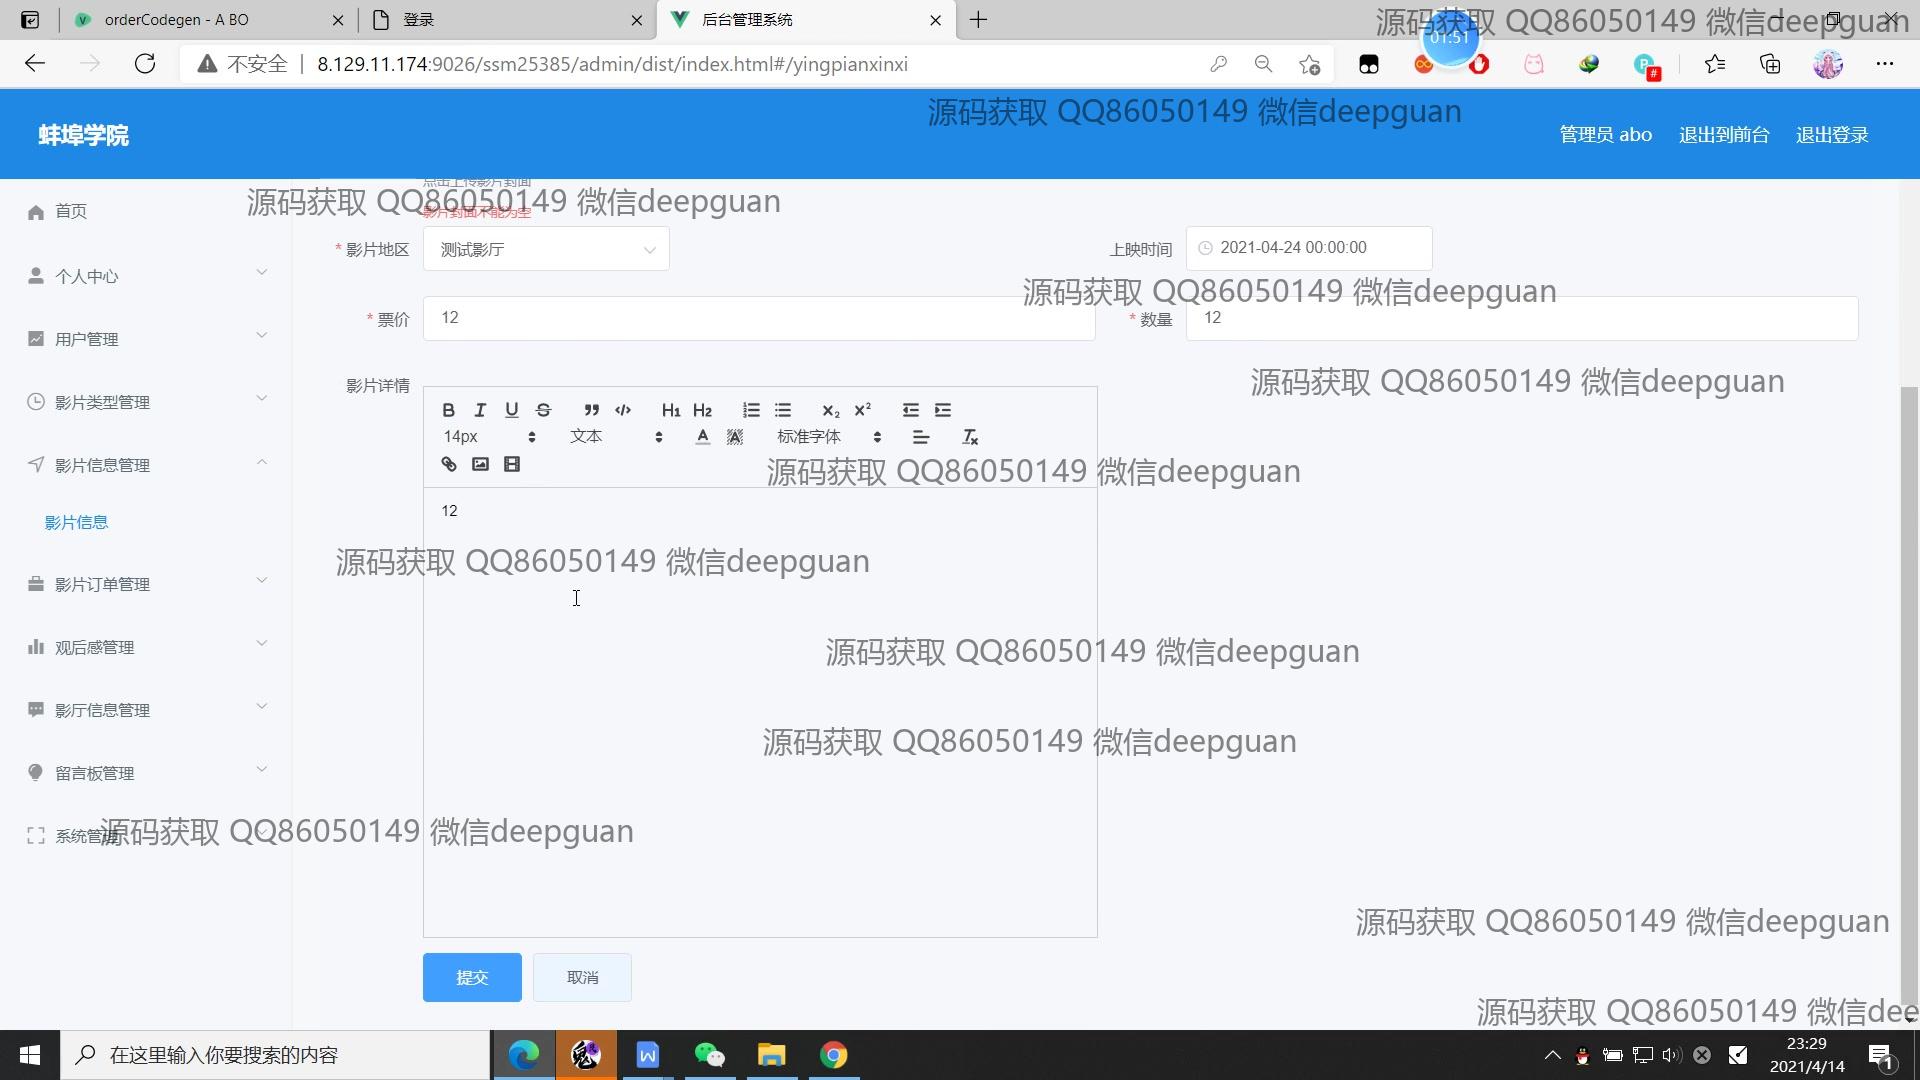 orderCodegen - A BO
登录
后台管理系统
源码获取 QQ86050149 微信deepguan
01:51
不安全
8.129.11.174:9026/ssm25385/admin/dist/index.html#/yingpianxinxi
源码获取 QQ86050149 微信deepguan
蚌埠学院
管理员 abo
退出到前台
退出登录
点击上传影片封面
源码获取 QQ86050149 微信deepguan
影片封面不能为空
首页
* 影片地区
测试影厅
上映时间
2021-04-24 00:00:00
个人中心
源码获取 QQ86050149 微信deepguan
* 票价
12
* 数量
12
用户管理
影片详情
源码获取 QQ86050149 微信deepguan
影片类型管理
B I U S H1 H2 X2 X2
14px
文本
A
A
标准字体
Tx
影片信息管理
源码获取 QQ86050149 微信deepguan
12
影片信息
源码获取 QQ86050149 微信deepguan
影片订单管理
观后感管理
源码获取 QQ86050149 微信deepguan
影厅信息管理
源码获取 QQ86050149 微信deepguan
留言板管理
系统管理
源码获取 QQ86050149 微信deepguan
源码获取 QQ86050149 微信deepguan
提交
取消
源码获取 QQ86050149 微信dee
在这里输入你要搜索的内容
23:29
2021/4/14
1